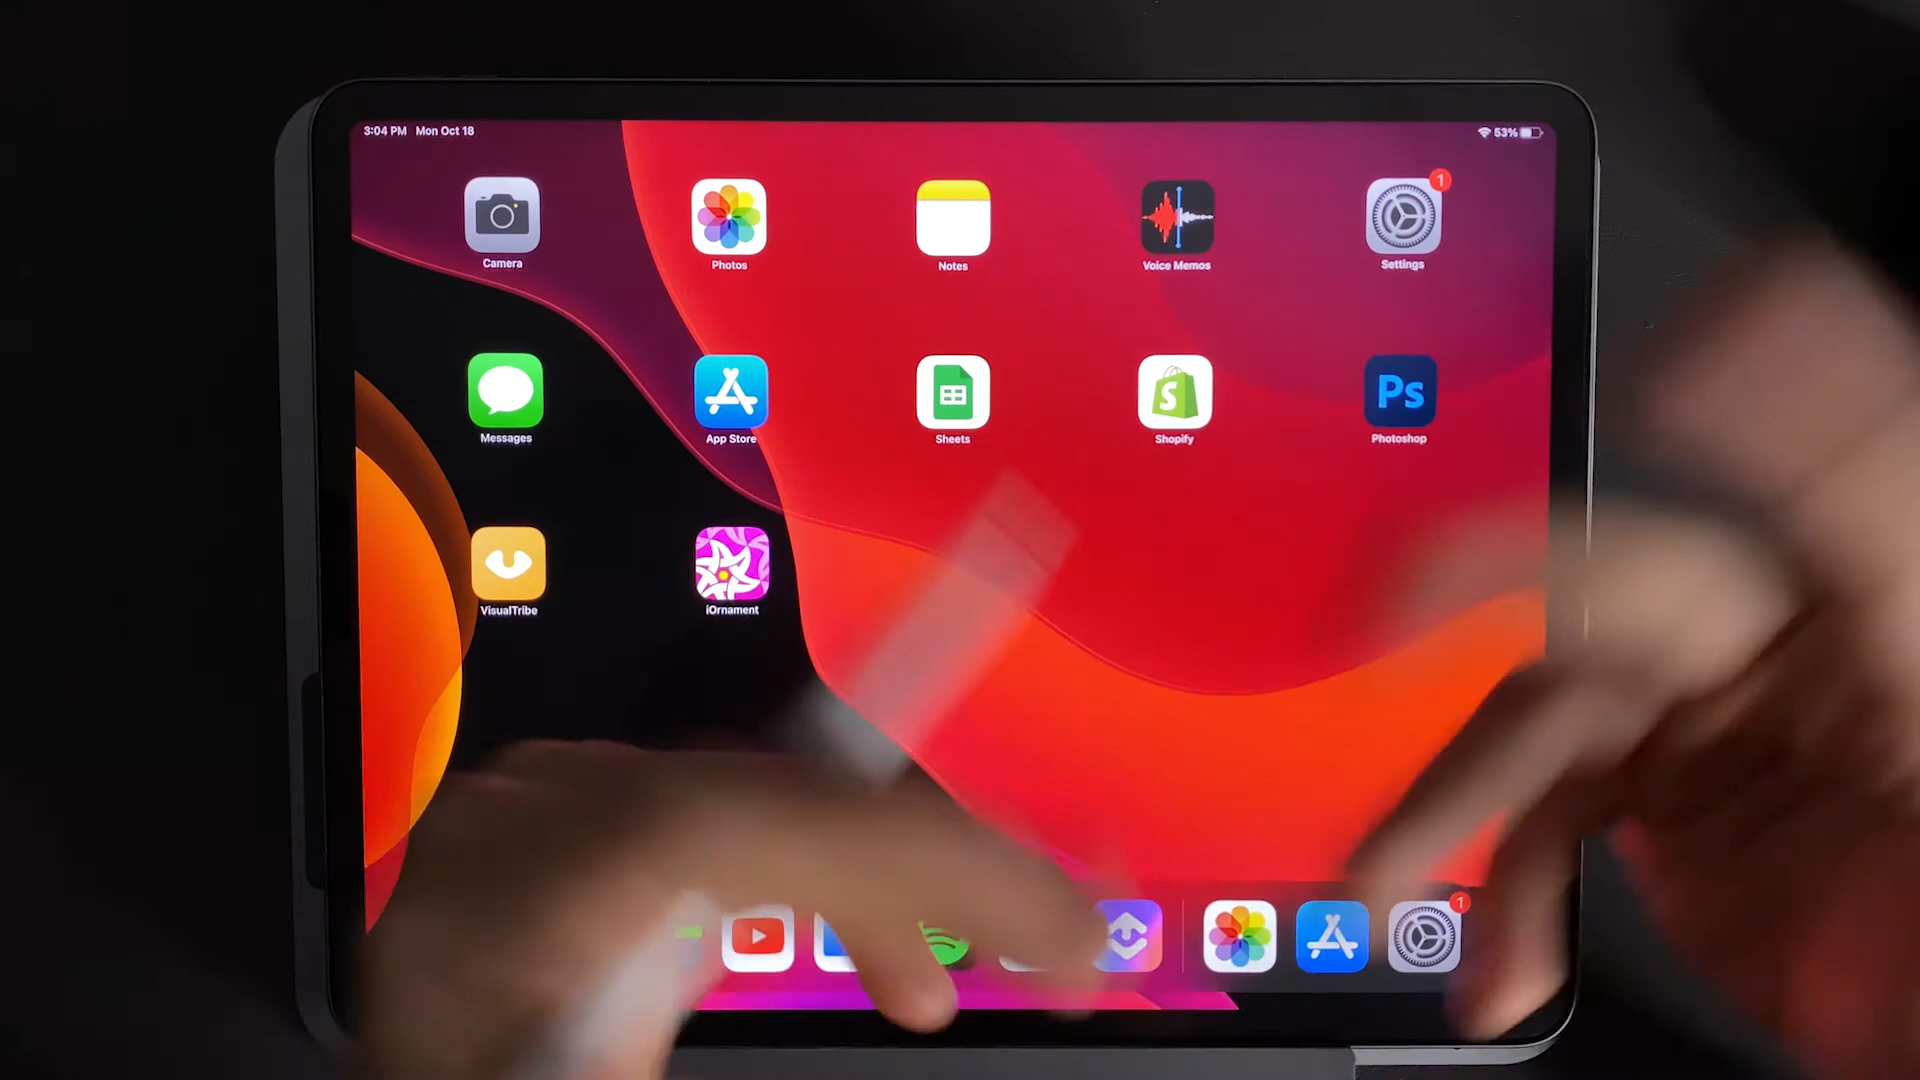 3:04 PM Mon Oct 18
53%
1
Camera
Photos
Notes
Voice Memos
Settings
Messages
App Store
Sheets
Shopify
Ps
Photoshop
VisualTribe
iOrnament
1